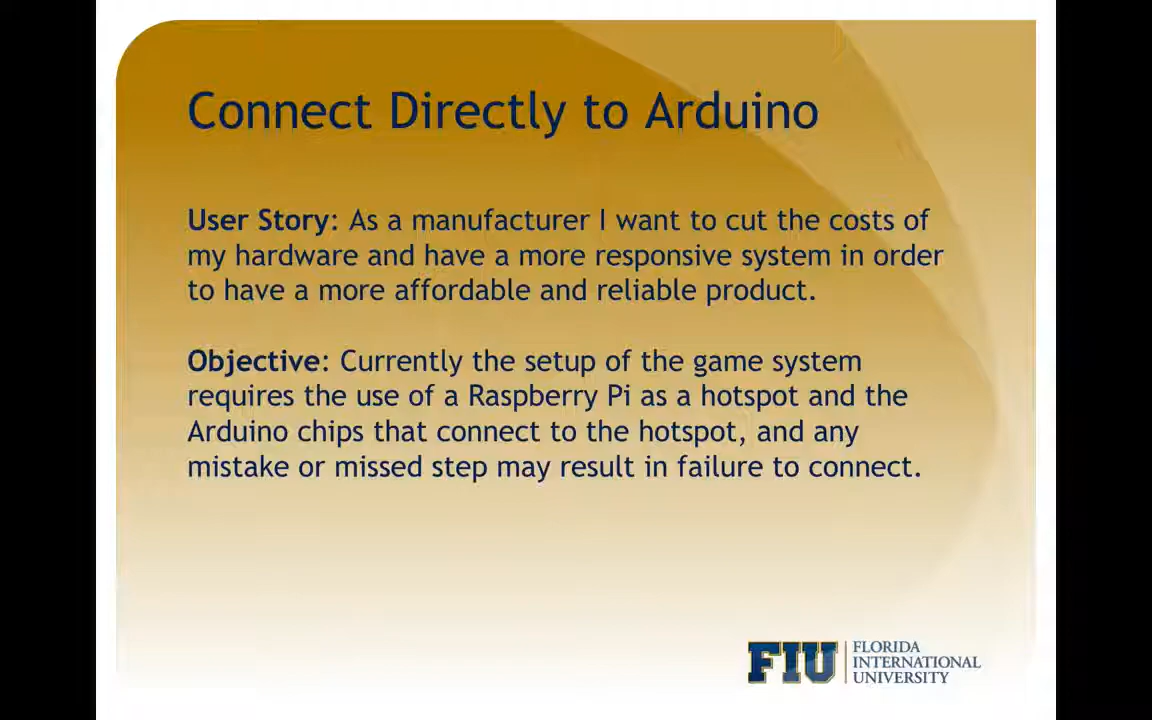 Connect Directly to Arduino
User Story: As a manufacturer I want to cut the costs of
my hardware and have a more responsive system in order
to have a more affordable and reliable product.
Objective: Currently the setup of the game system
requires the use of a Raspberry Pi as a hotspot and the
Arduino chips that connect to the hotspot, and any
mistake or missed step may result in failure to connect.
FIU
FLORIDA
INTERNATIONAL
UNIVERSITY